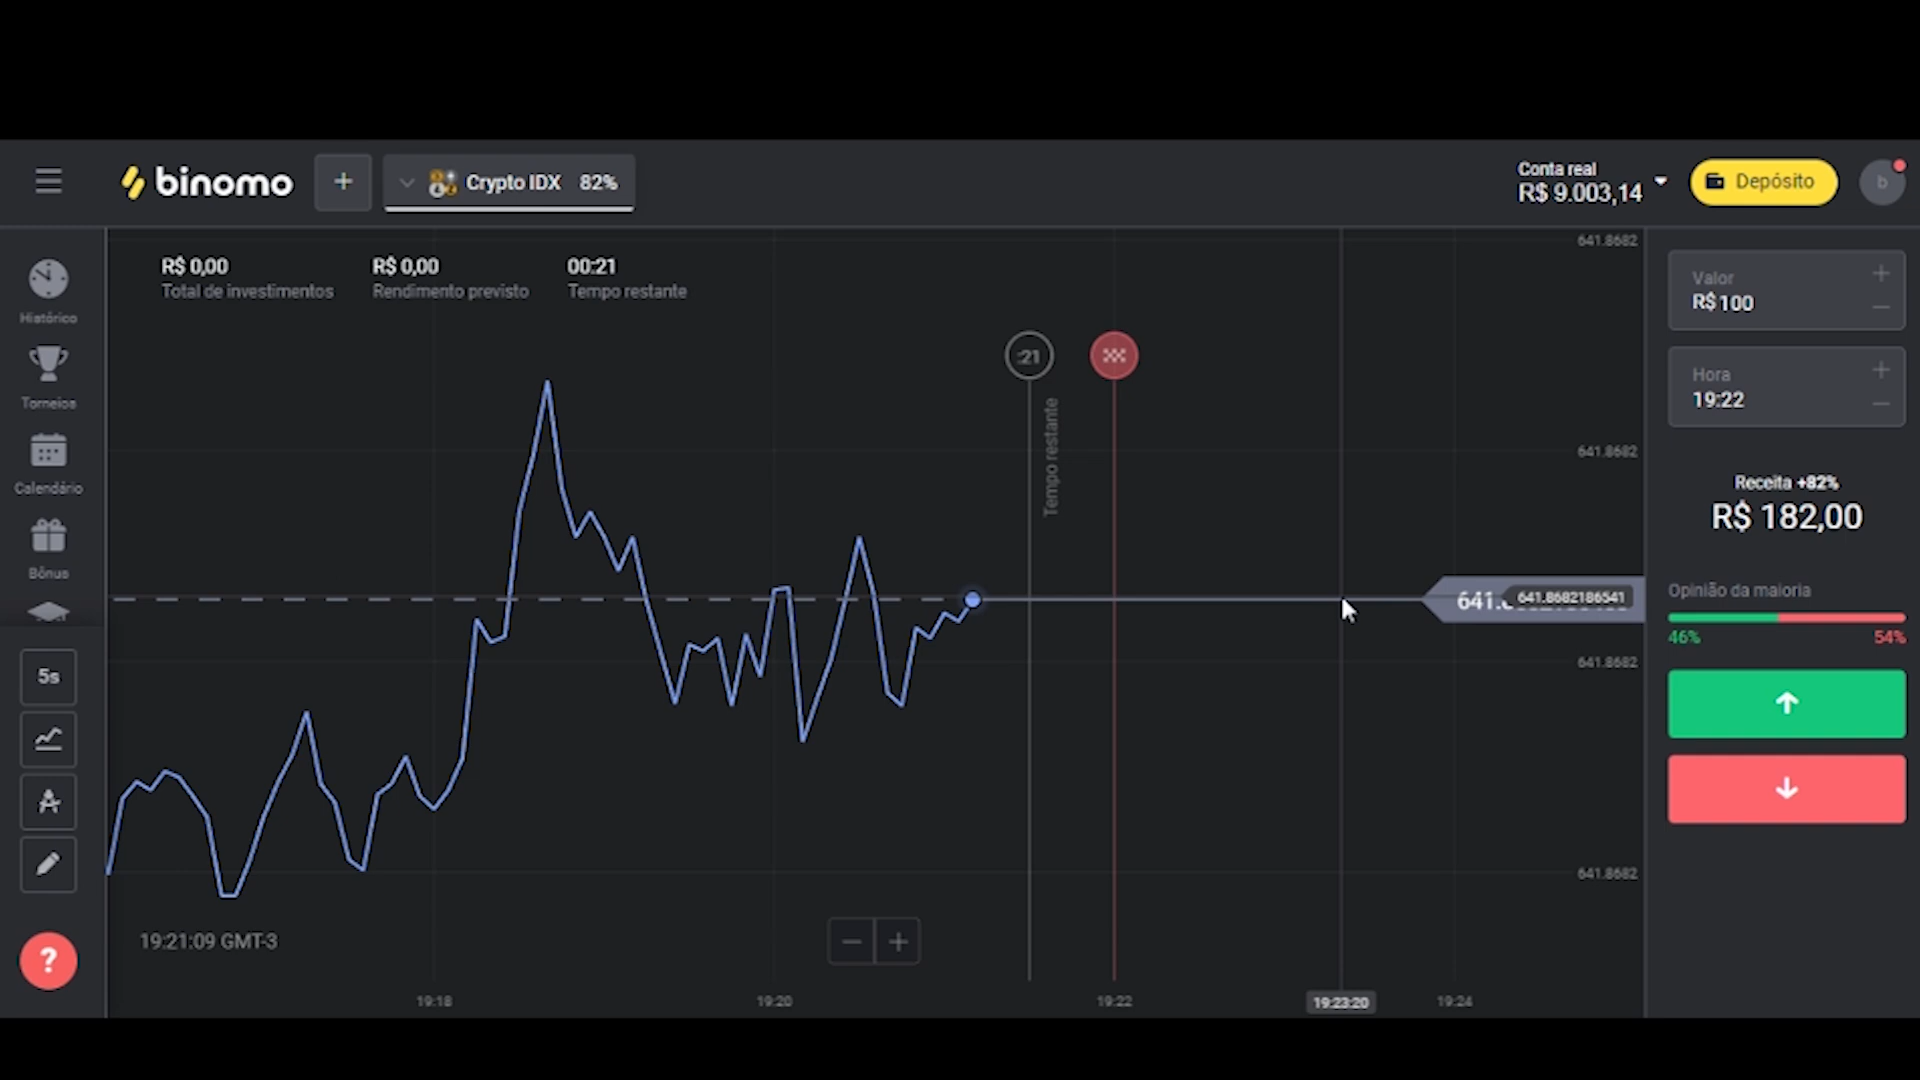 binomo
+
Crypto IDX 82%
Conta real
R$ 9.003,14
Depósito
b
Histórico
Torneios
Calendário
Bônus
5s
?
R$ 0,00
Total de investimentos
R$ 0,00
Rendimento previsto
00:21
Tempo restante
:21
Tempo restante
641.8682
641.8682
641.8682186541
641.8682
641.8682
19:21:09 GMT-3
− +
19:18
19:20
19:22
19:23:20
19:24
Valor
R$100
Hora
19:22
Receita +82%
R$ 182,00
Opinião da maioria
46% 54%